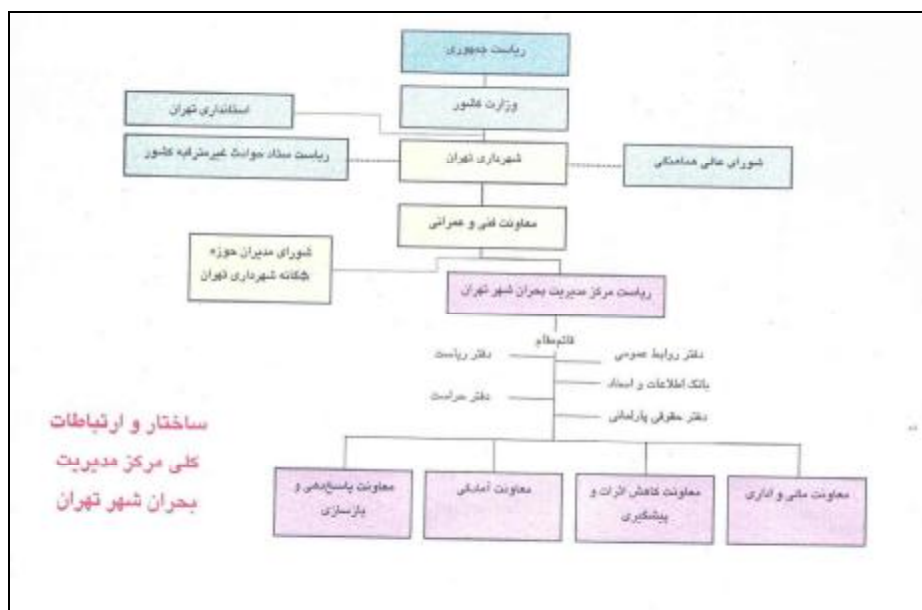 ریاست جمهوری
وزارت کشور
استانداری تهران
شهرداری تهران
ریاست ستاد حوادث غیرمترقبه کشور
شورای عالی هماهنگی
معاونت فنی و عمرانی
شورای مدیران حوزه
گانه شهرداری تهران
ریاست مرکز مدیریت بحران شهر تهران
قائم‌مقام
دفتر روابط عمومی
دفتر ریاست
بانک اطلاعات و اسناد
دفتر حراست
دفتر حقوقی پارلمانی
معاونت مالی و اداری
معاونت کاهش اثرات و
پیشگیری
معاونت آمادگی
معاونت پاسخ‌دهی و
بازسازی
ساختار و ارتباطات
کلی مرکز مدیریت
بحران شهر تهران